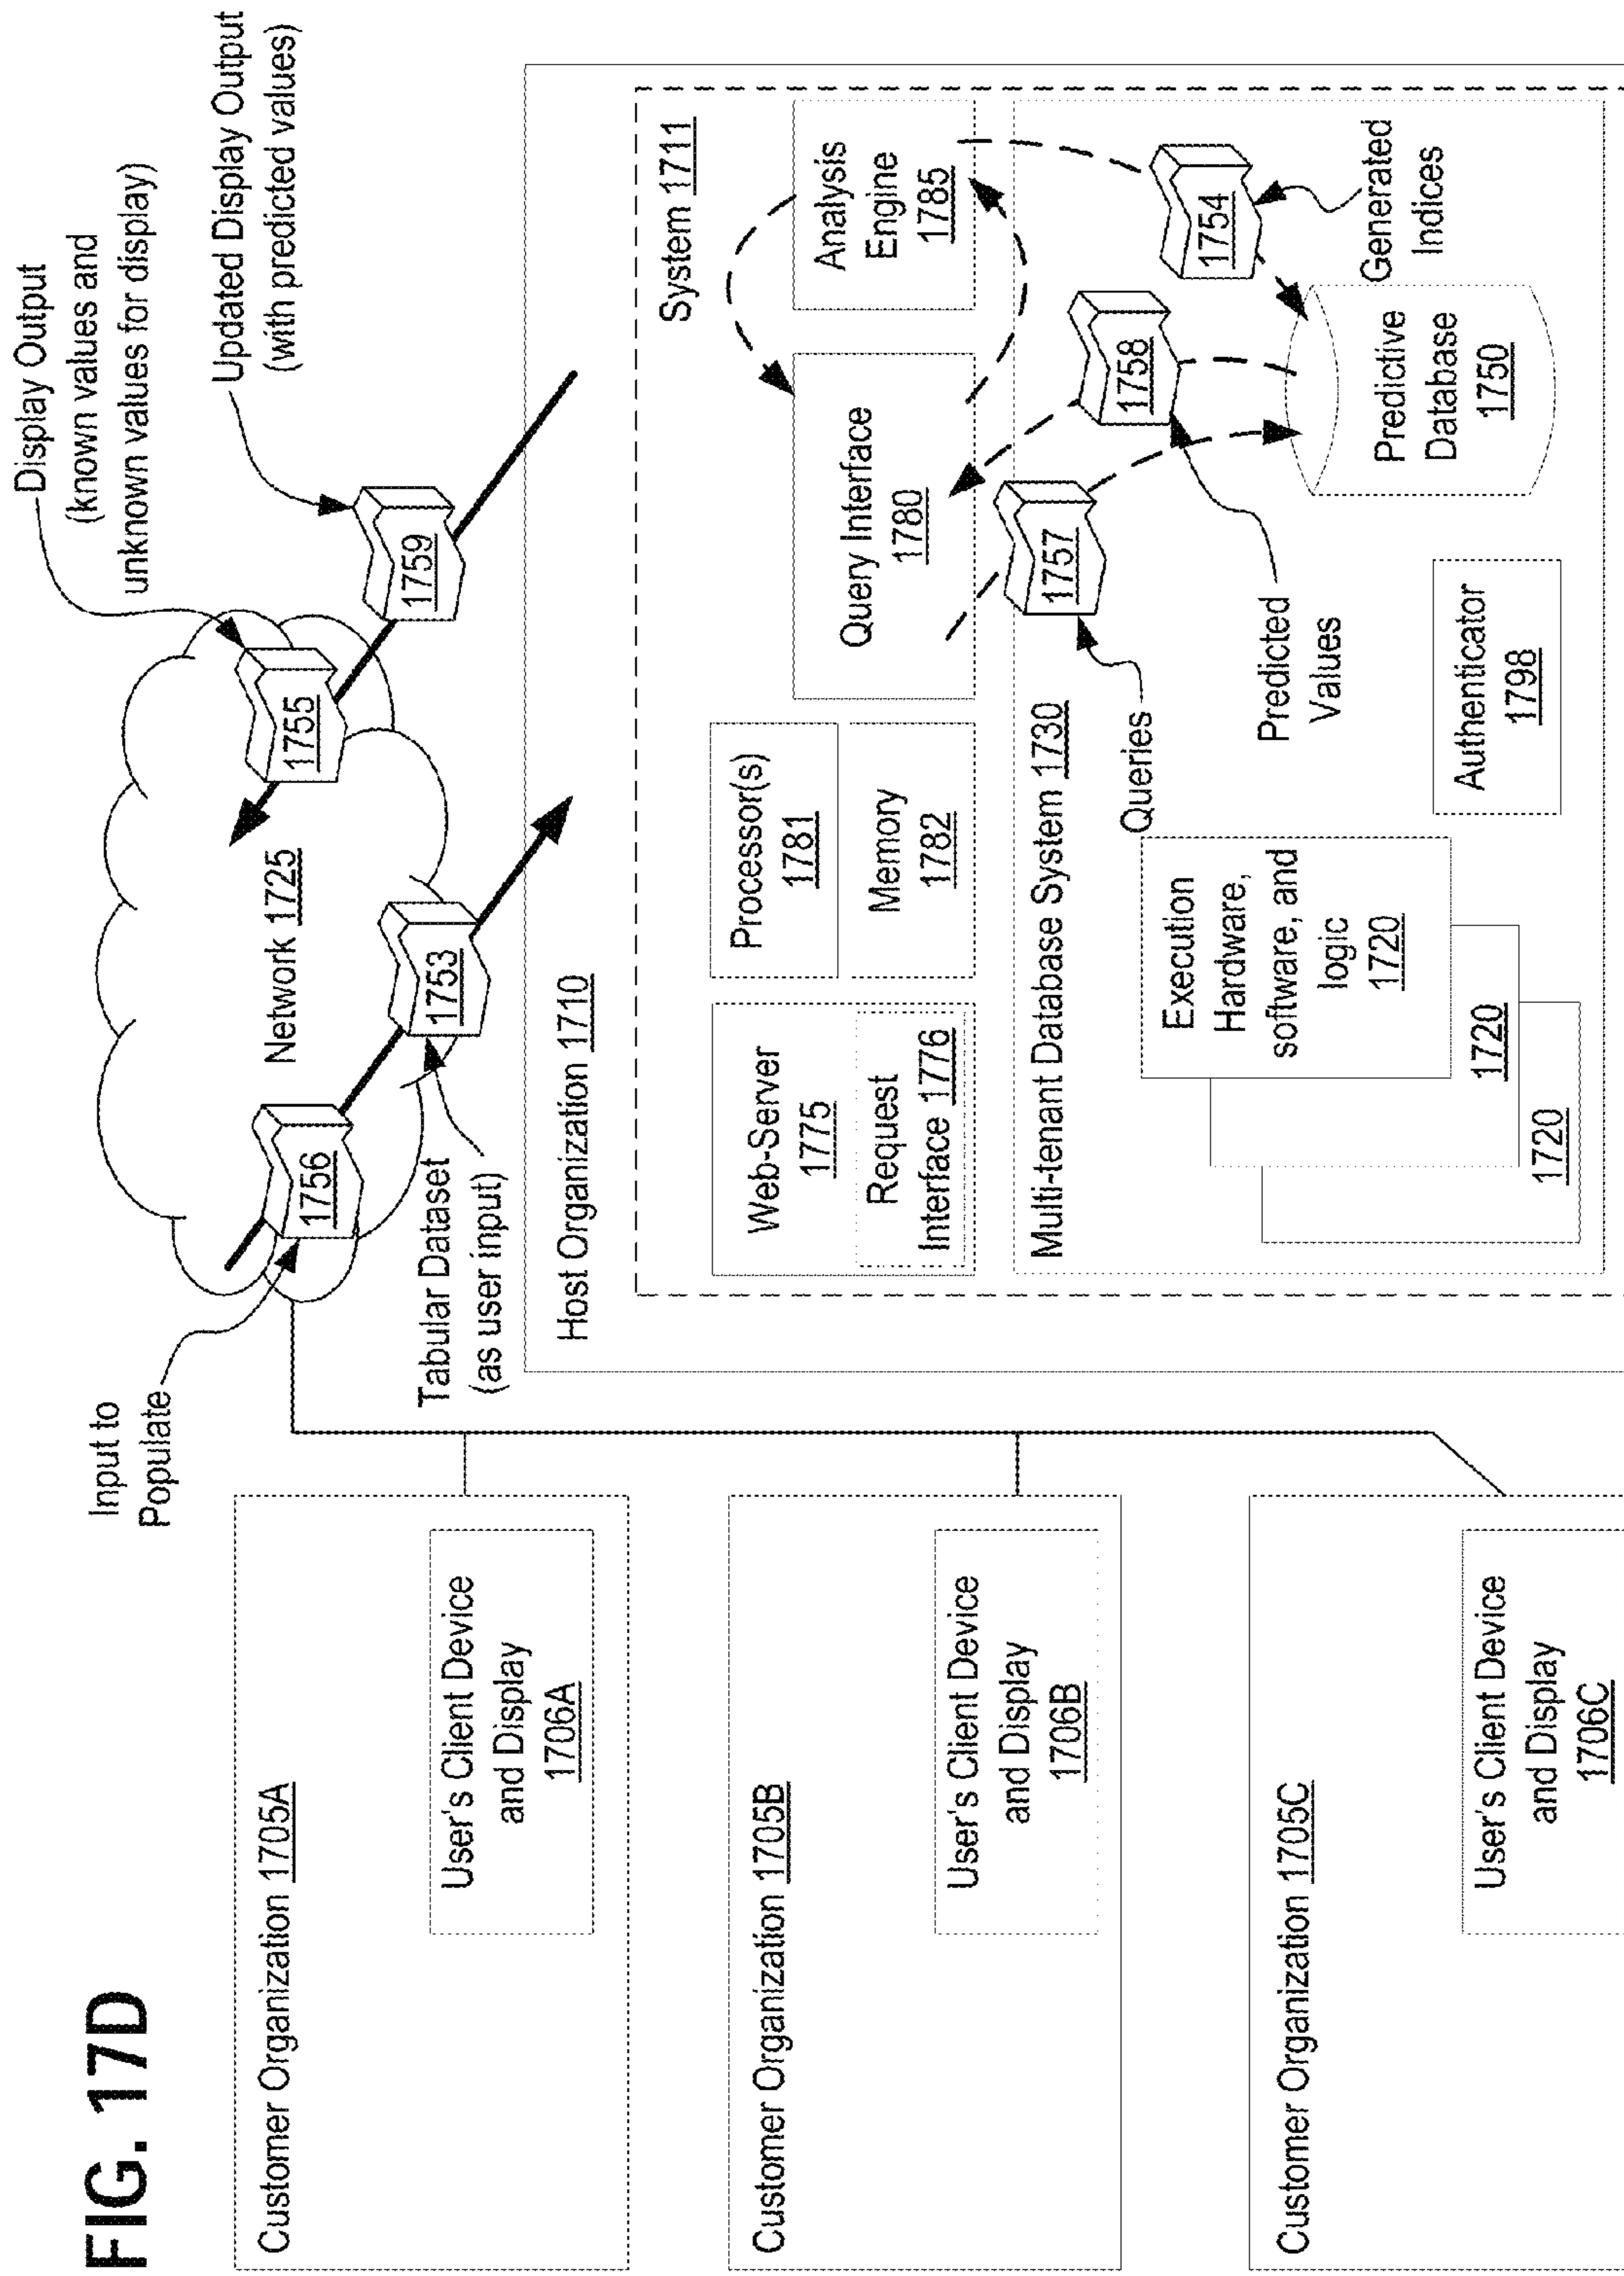 FIG. 17D
Customer Organization 1705A
User's Client Device
and Display
1706A
Customer Organization 1705B
User's Client Device
and Display
1706B
Customer Organization 1705C
User's Client Device
and Display
1706C
Input to
Populate
Tabular Dataset
(as user input)
1756
1753
Network 1725
1755
1759
Display Output
(known values and
unknown values for display)
Updated Display Output
(with predicted values)
Host Organization 1710
System 1711
Web-Server
1775
Request
Interface 1776
Processor(s)
1781
Memory
1782
Query Interface
1780
Analysis
Engine
1785
Multi-tenant Database System 1730
Execution
Hardware,
software, and
logic
1720
1720
1720
Queries
1757
1758
1754
Predicted
Values
Generated
Indices
Authenticator
1798
Predictive
Database
1750